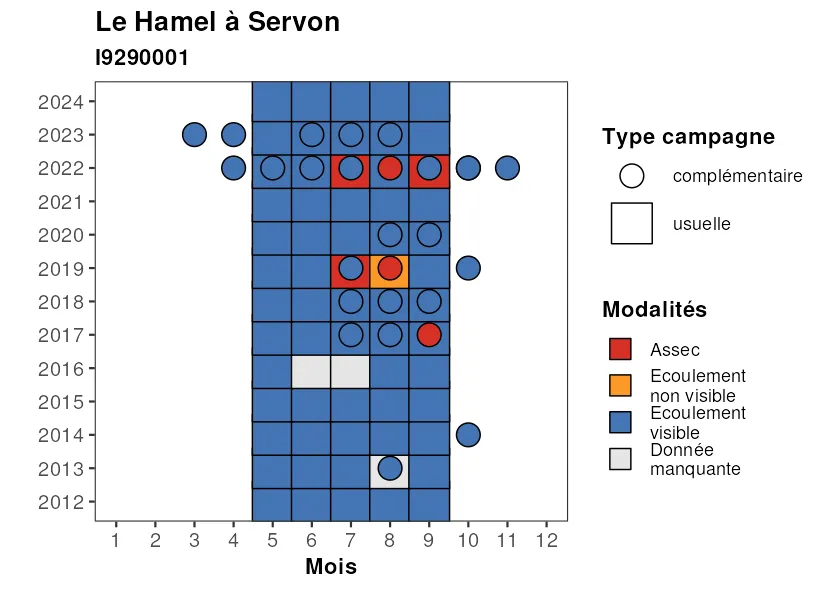 Le Hamel à Servon
I9290001
2024
2023
2022
2021
2020
2019
2018
2017
2016
2015
2014
2013
2012
1 2 3 4 5 6 7 8 9 10 11 12
Mois
Type campagne
complémentaire
usuelle
Modalités
Assec
Ecoulement
non visible
Ecoulement
visible
Donnée
manquante